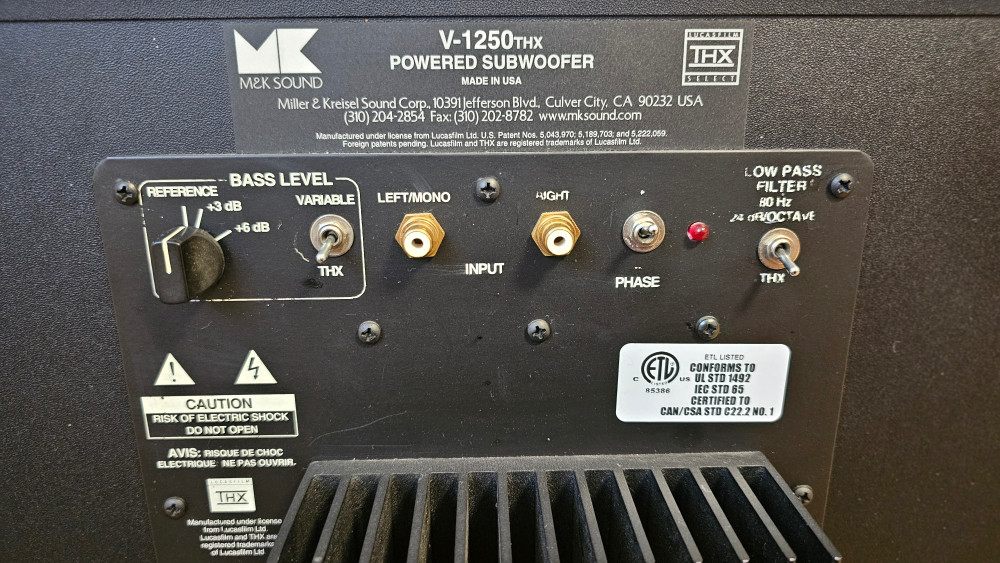 MK
M&K SOUND
V-1250THX
POWERED SUBWOOFER
MADE IN USA
LUCASFILM
THX
SELECT
Miller & Kreisel Sound Corp., 10391 Jefferson Blvd., Culver City, CA 90232 USA
(310) 204-2854 Fax: (310) 202-8782 www.mksound.com
Manufactured under license from Lucasfilm Ltd. U.S. Patent Nos. 5,043,970; 5,189,703; and 5,222,059.
Foreign patents pending. Lucasfilm and THX are registered trademarks of Lucasfilm Ltd.
BASS LEVEL
REFERENCE
+3 dB
+6 dB
VARIABLE
THX
LEFT/MONO
RIGHT
INPUT
+
-
PHASE
LOW PASS
FILTER
80 Hz
24 dB/OCTAVE
THX
ETL LISTED
C ETL US
LISTED
85386
CONFORMS TO
UL STD 1492
IEC STD 65
CERTIFIED TO
CAN/CSA STD C22.2 NO. 1
CAUTION
RISK OF ELECTRIC SHOCK
DO NOT OPEN
AVIS: RISQUE DE CHOC
ELECTRIQUE NE PAS OUVRIR.
LUCASFILM
THX
Manufactured under license
from Lucasfilm Ltd.
Lucasfilm and THX are
registered trademarks
of Lucasfilm Ltd